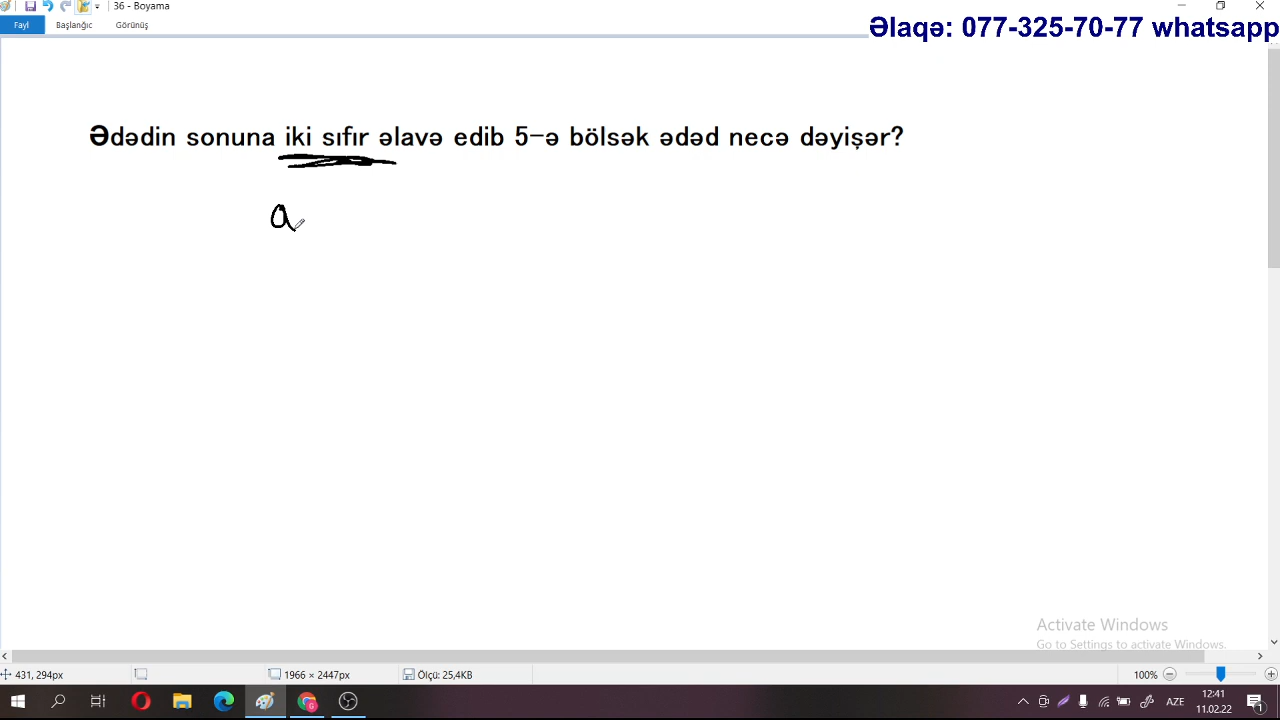 36 - Boyama
Fayl Başlanğıc Görünüş
Əlaqə: 077-325-70-77 whatsapp
Ədədin sonuna iki sıfır əlavə edib 5-ə bölsək ədəd necə dəyişər?
a
Activate Windows
Go to Settings to activate Windows.
431, 294px 1966 × 2447px Ölçü: 25,4KB 100%
AZE 12:41
11.02.22 1